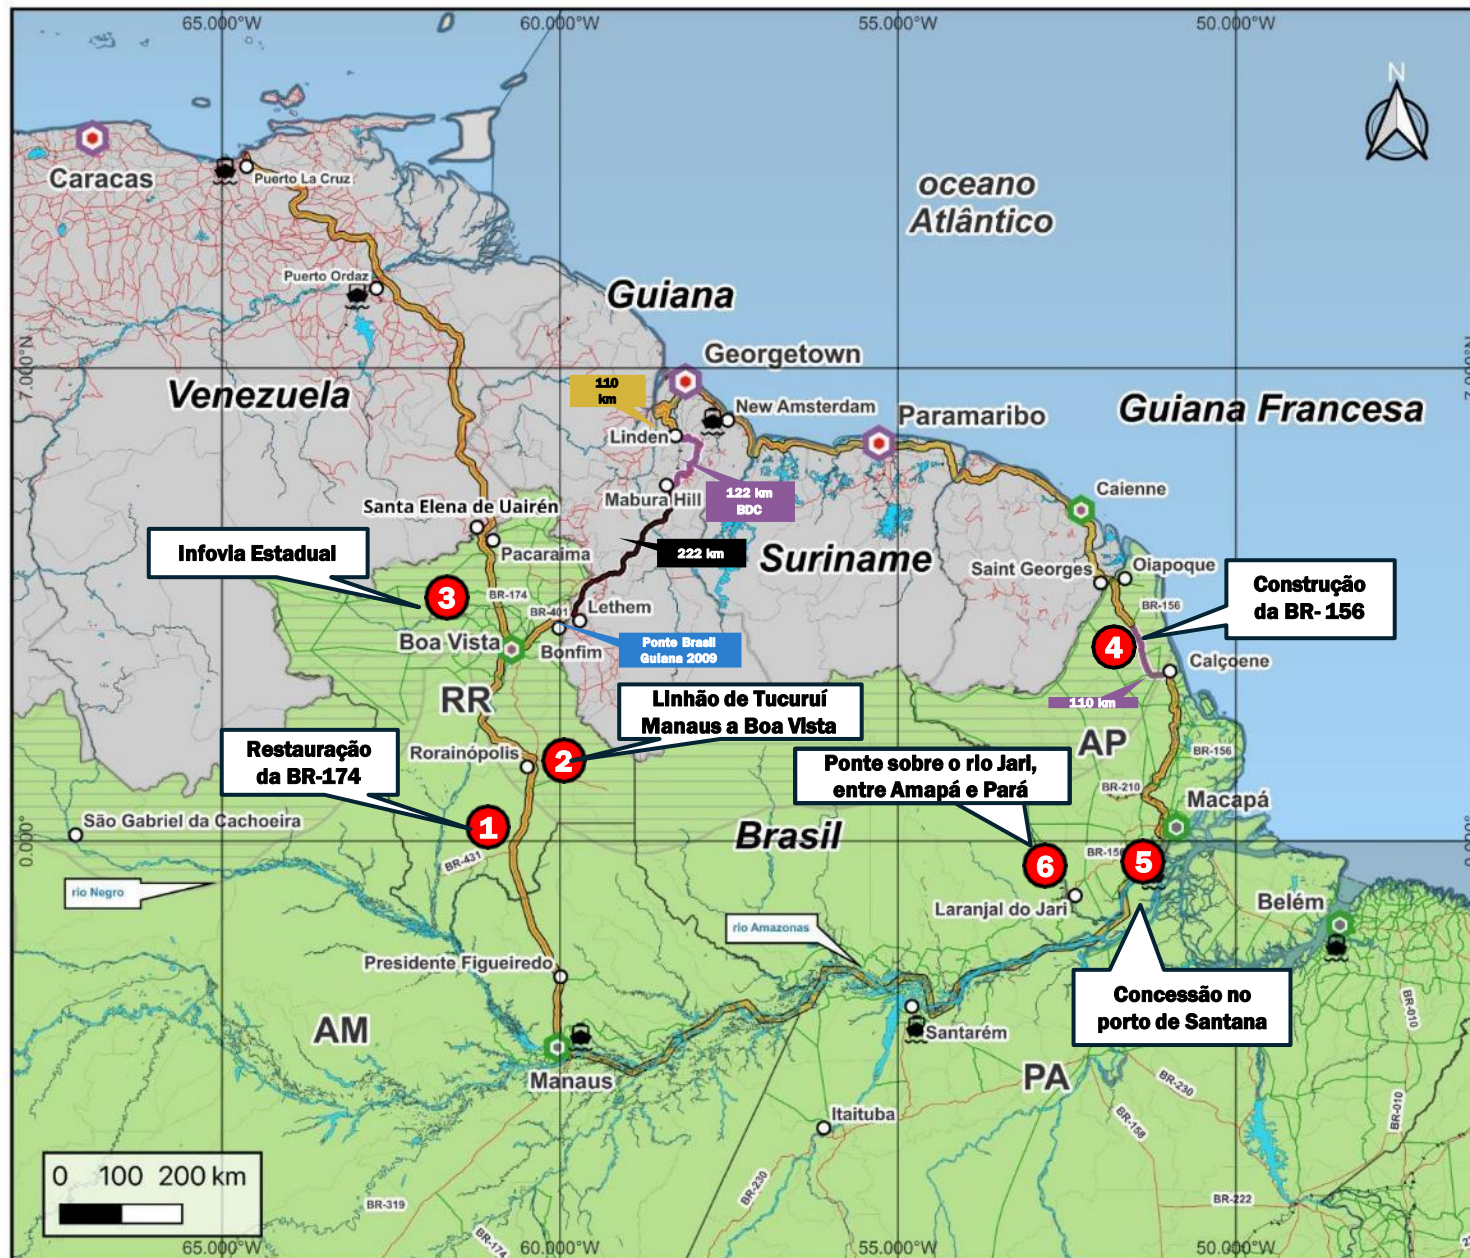 65.000°W
60.000°W
55.000°W
50.000°W
N
Caracas
Puerto La Cruz
oceano
Atlântico
Puerto Ordaz
Guiana
7.000°N
Georgetown
110
km
Venezuela
New Amsterdam
Paramaribo
Guiana Francesa
Linden
Mabura Hill
122 km
BDC
Caienne
Santa Elena de Uairén
Pacaraima
222 km
Suriname
Infovia Estadual
3
Saint Georges
Oiapoque
Construção
da BR- 156
BR-174
BR-401
Lethem
BR-156
Boa Vista
Bonfim
Ponte Brasil
Guiana 2009
4
Calçoene
RR
Linhão de Tucuruí
Manaus a Boa Vista
110 km
Restauração
da BR-174
Rorainópolis
2
AP
BR-156
Ponte sobre o rio Jari,
entre Amapá e Pará
BR-210
Macapá
São Gabriel da Cachoeira
1
Brasil
0.000°
BR-431
6
BR-156
5
rio Negro
Laranjal do Jari
Belém
rio Amazonas
Presidente Figueiredo
Concessão no
porto de Santana
BR-010
AM
Santarém
Manaus
PA
BR-230
BR-158
BR-010
Itaituba
0 100 200 km
BR-319
BR-230
BR-222
BR-174
65.000°W
60.000°W
55.000°W
50.000°W